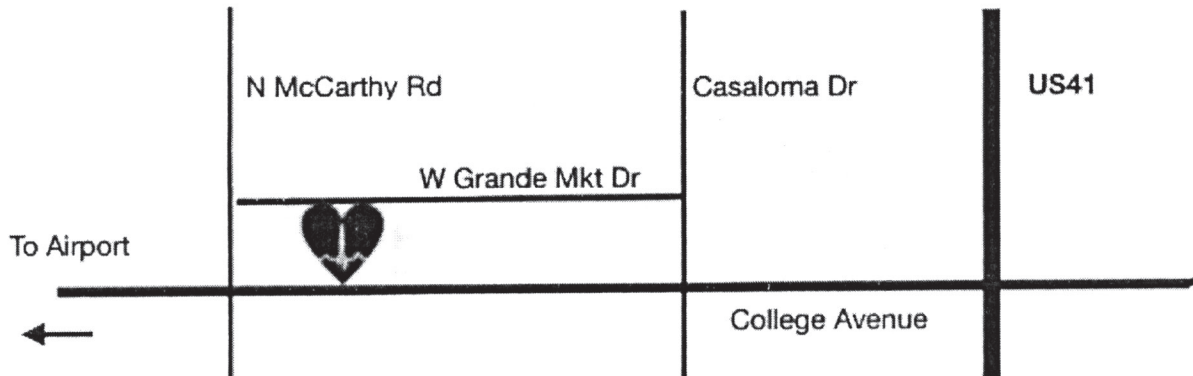 N McCarthy Rd
Casaloma Dr
US41
W Grande Mkt Dr
To Airport
College Avenue